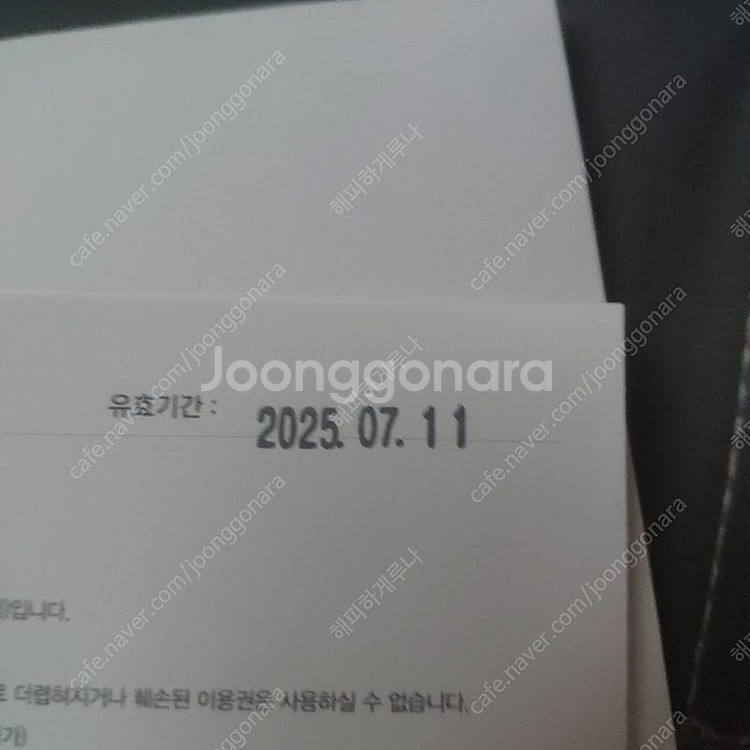 Joonggonara
유효기간 : 2025. 07. 11
입니다.
더럽혀지거나 훼손된 이용권은 사용하실 수 없습니다.
cafe.naver.com/joonggonara
해피하게루나